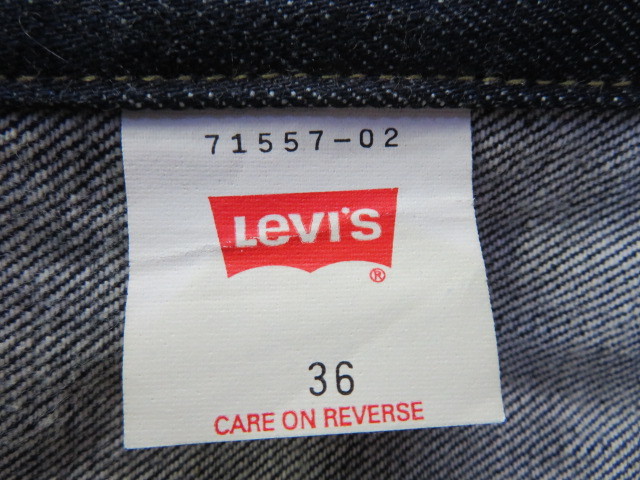 71557-02
LEVI'S
®
36
CARE ON REVERSE